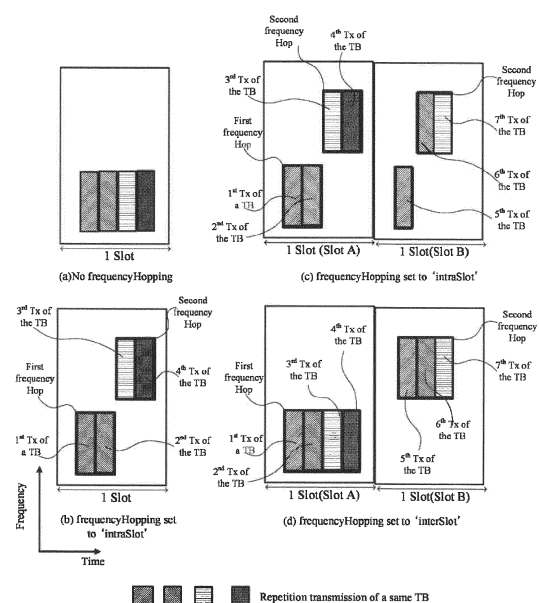 1 Slot
(a)No frequencyHopping
Second
frequency
Hop
4th Tx of
the TB
3rd Tx of
the TB
First
frequency
Hop
1st Tx of
a TB
2nd Tx of
the TB
Second
frequency
Hop
7th Tx of
the TB
6th Tx of
the TB
5th Tx of
the TB
1 Slot (Slot A)
1 Slot(Slot B)
(c) frequencyHopping set to ‘intraSlot’
3rd Tx of
the TB
Second
frequency
Hop
First
frequency
Hop
4th Tx of
the TB
1st Tx of
a TB
2nd Tx of
the TB
1 Slot
(b) frequencyHopping set
to ‘intraSlot’
Frequency
Time
4th Tx of
the TB
3rd Tx of
the TB
First
frequency
Hop
1st Tx of
a TB
2nd Tx of
the TB
Second
frequency
Hop
7th Tx of
the TB
6th Tx of
the TB
5th Tx of
the TB
1 Slot(Slot A)
1 Slot(Slot B)
(d) frequencyHopping set to ‘interSlot’
Repetition transmission of a same TB